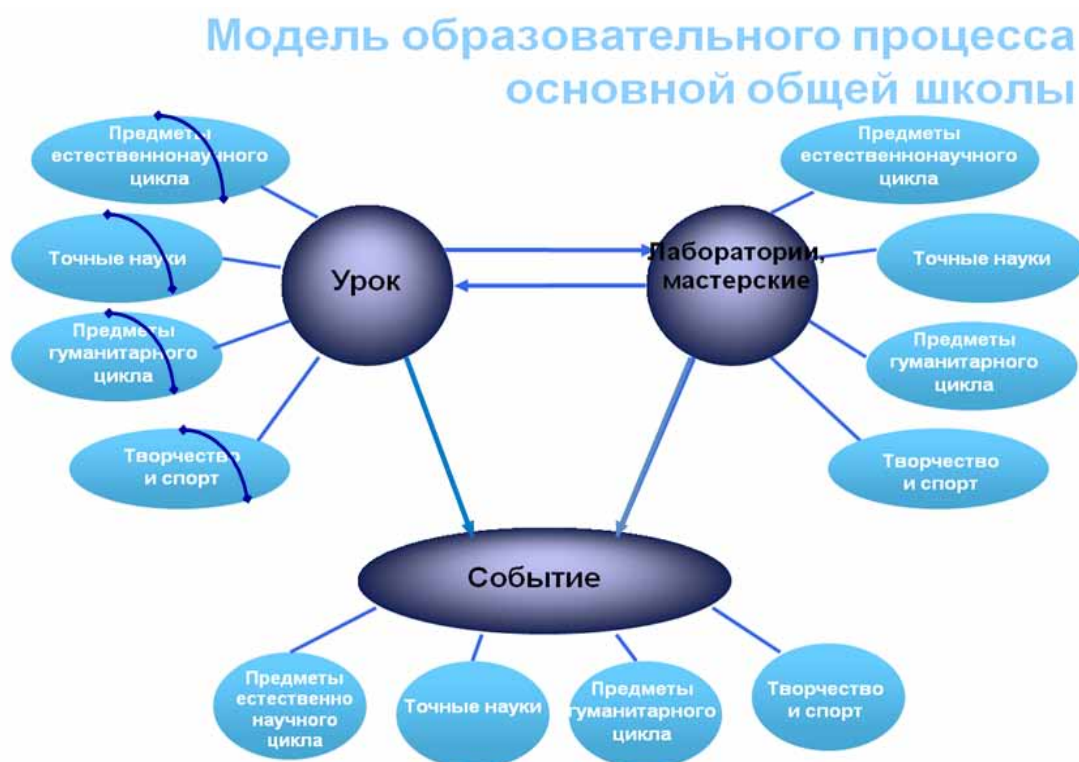 Модель образовательного процесса
основной общей школы
Предметы
естественнонаучного
цикла
Точные науки
Предметы
гуманитарного
цикла
Творчество
и спорт
Урок
Лаборатории,
мастерские
Предметы
естественнонаучного
цикла
Точные науки
Предметы
гуманитарного
цикла
Творчество
и спорт
Событие
Предметы
естественно
научного
цикла
Точные науки
Предметы
гуманитарного
цикла
Творчество
и спорт